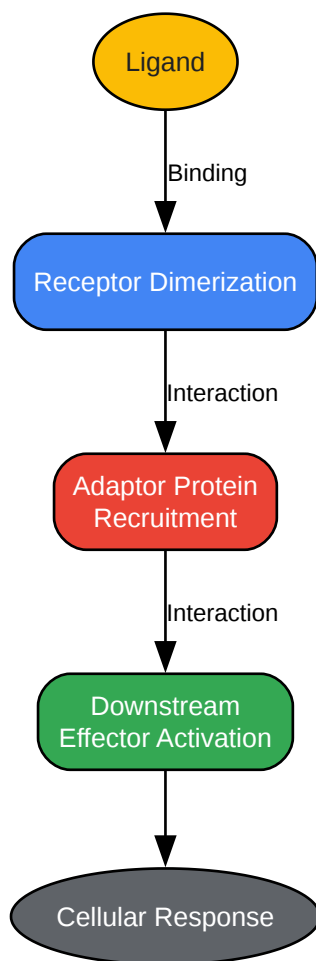 Ligand
Binding
Receptor Dimerization
Interaction
Adaptor Protein
Recruitment
Interaction
Downstream
Effector Activation
Cellular Response